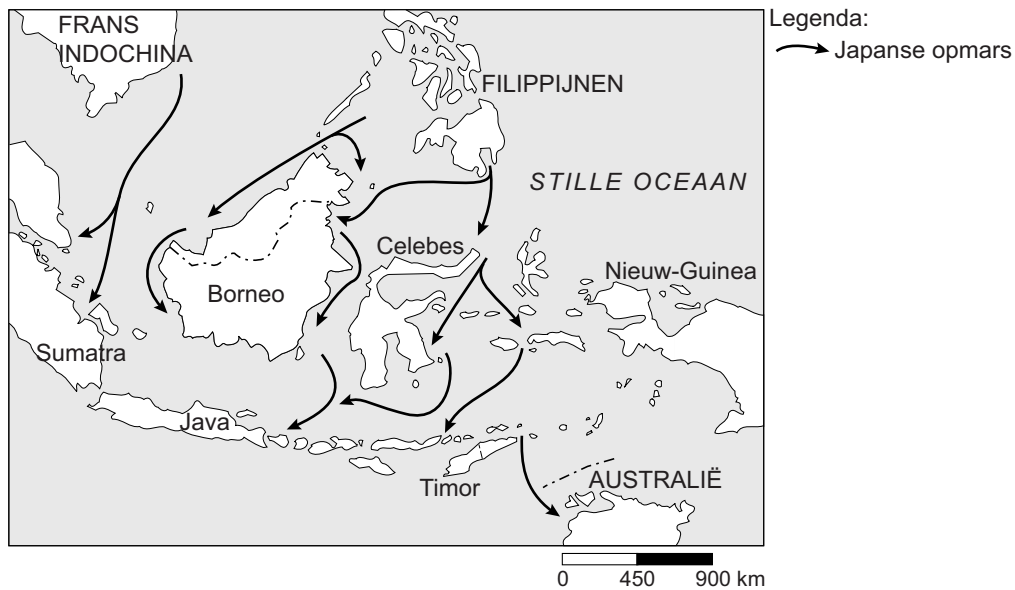 FRANS
INDOCHINA
FILIPPIJNEN
STILLE OCEAAN
Celebes
Nieuw-Guinea
Borneo
Sumatra
Java
Timor
AUSTRALIË
Legenda:
Japanse opmars
0 450 900 km